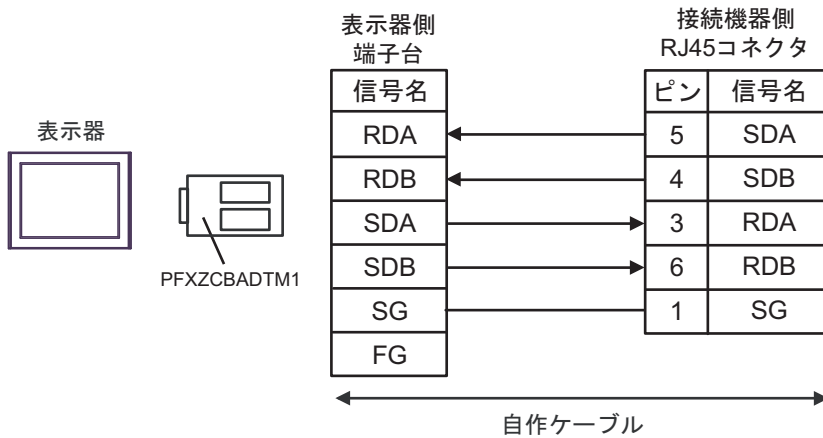 表示器
PFXZCBADTM1
表示器側
端子台
信号名
RDA
RDB
SDA
SDB
SG
FG
接続機器側
RJ45コネクタ
ピン 信号名
5 SDA
4 SDB
3 RDA
6 RDB
1 SG
自作ケーブル